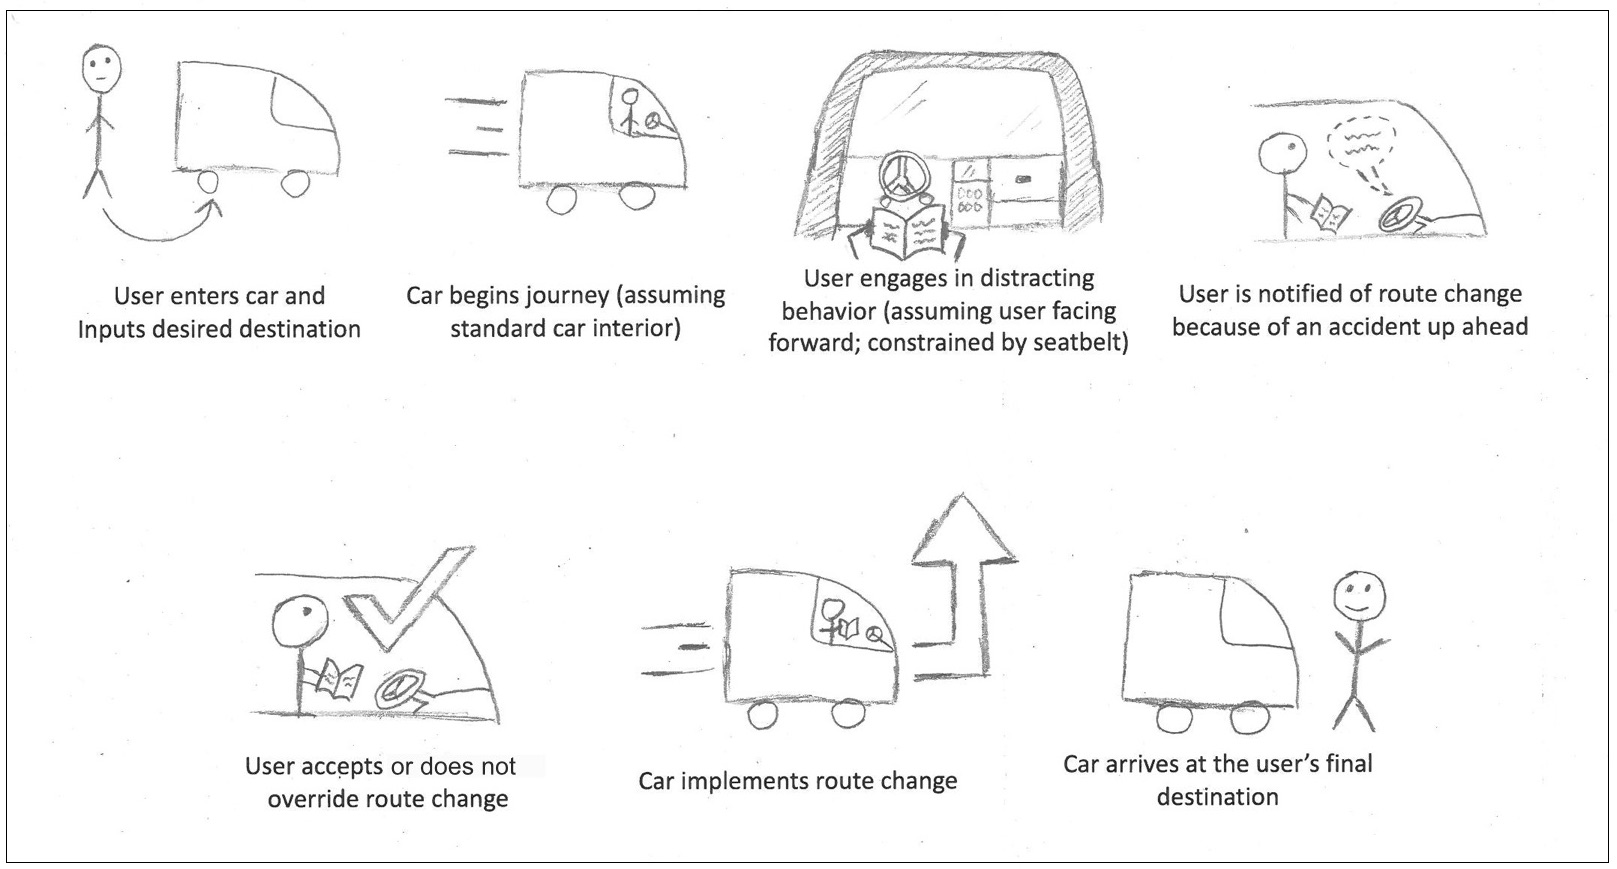 User enters car and
Inputs desired destination
Car begins journey (assuming
standard car interior)
User engages in distracting
behavior (assuming user facing
forward; constrained by seatbelt)
User is notified of route change
because of an accident up ahead
User accepts or does not
override route change
Car implements route change
Car arrives at the user's final
destination